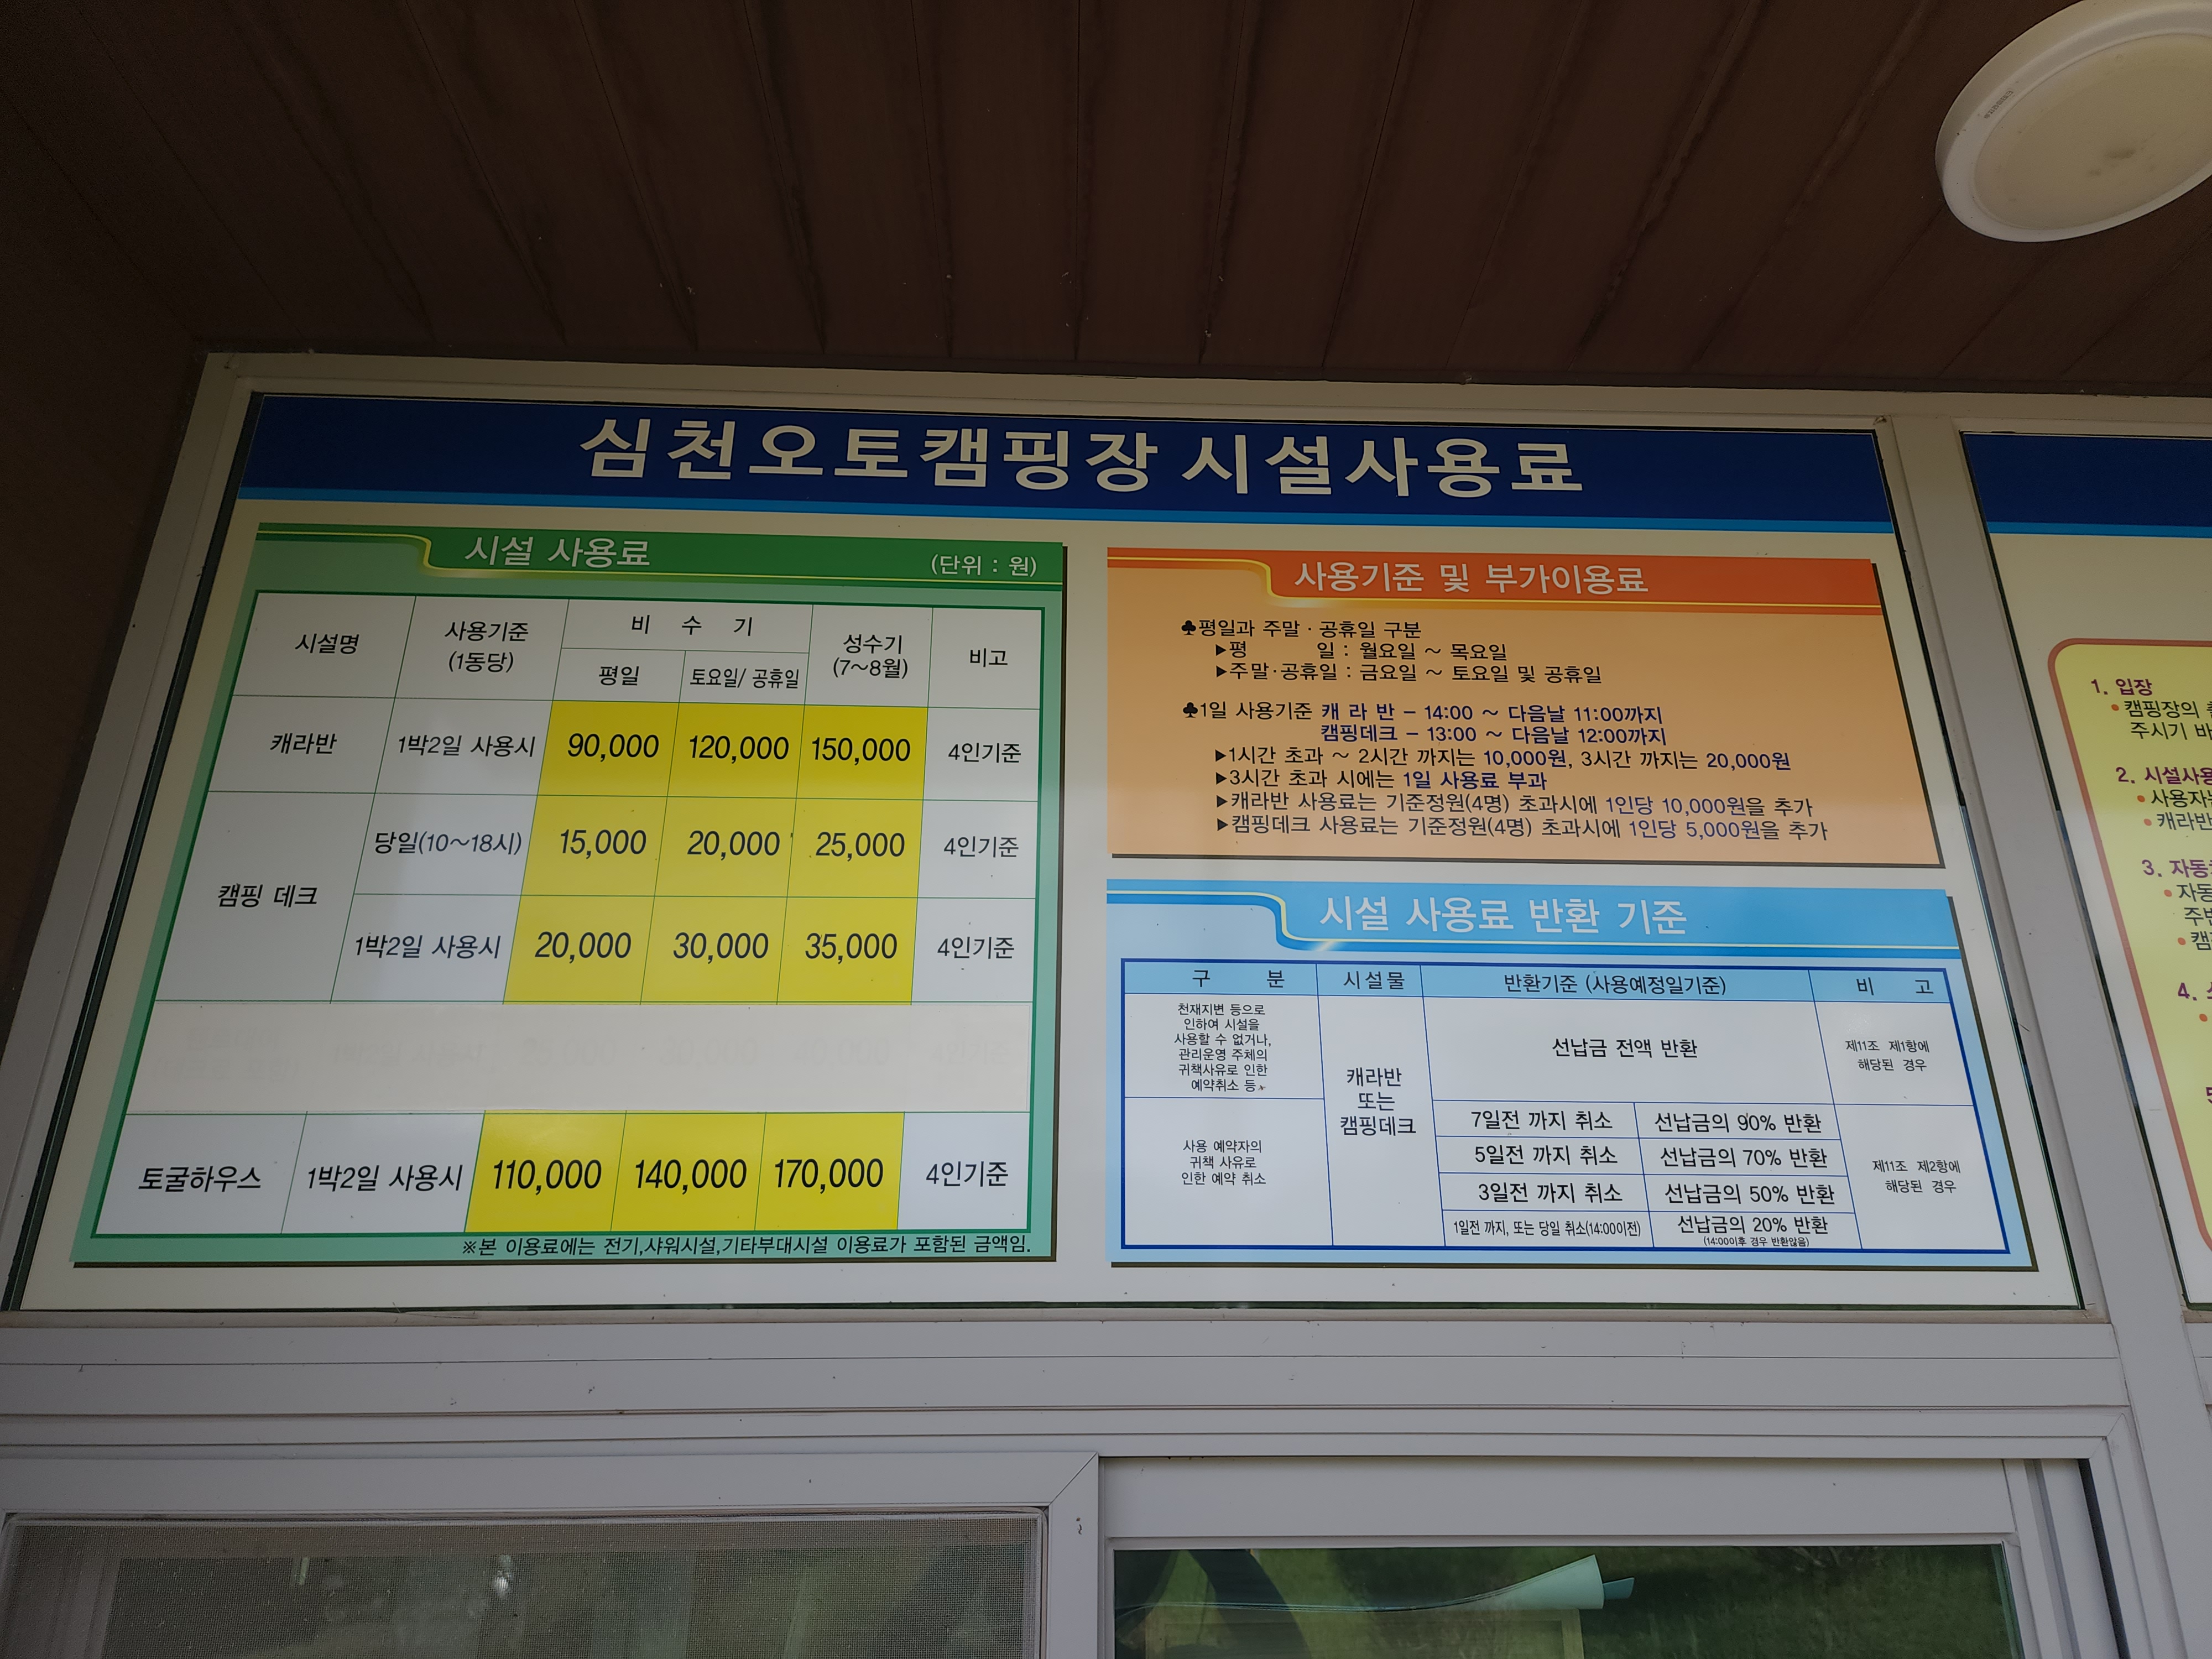 심천오토캠핑장 시설사용료
시설 사용료
(단위 : 원)
시설명 사용기준 (1동당) 비 수 기 성수기 (7~8월) 비고
평일 토요일/ 공휴일
캐라반 1박2일 사용시 90,000 120,000 150,000 4인기준
캠핑 데크 당일(10~18시) 15,000 20,000 25,000 4인기준
1박2일 사용시 20,000 30,000 35,000 4인기준
토굴하우스 1박2일 사용시 110,000 140,000 170,000 4인기준
※본 이용료에는 전기,샤워시설,기타부대시설 이용료가 포함된 금액임.
사용기준 및 부가이용료
♣평일과 주말 · 공휴일 구분
▶평 일 : 월요일 ~ 목요일
▶주말·공휴일 : 금요일 ~ 토요일 및 공휴일
♣1일 사용기준 캐 라 반 - 14:00 ~ 다음날 11:00까지
캠핑데크 - 13:00 ~ 다음날 12:00까지
▶1시간 초과 ~ 2시간 까지는 10,000원, 3시간 까지는 20,000원
▶3시간 초과 시에는 1일 사용료 부과
▶캐라반 사용료는 기준정원(4명) 초과시에 1인당 10,000원을 추가
▶캠핑데크 사용료는 기준정원(4명) 초과시에 1인당 5,000원을 추가
시설 사용료 반환 기준
구 분 시설물 반환기준 (사용예정일기준) 비 고
천재지변 등으로
인하여 시설을
사용할 수 없거나,
관리운영 주체의
귀책사유로 인한
예약취소 등
캐라반
또는
캠핑데크
선납금 전액 반환
제11조 제1항에
해당된 경우
사용 예약자의
귀책 사유로
인한 예약 취소
7일전 까지 취소 선납금의 90% 반환
5일전 까지 취소 선납금의 70% 반환
3일전 까지 취소 선납금의 50% 반환
1일전 까지, 또는 당일 취소(14:00이전) 선납금의 20% 반환
(14:00이후 경우 반환않음)
제11조 제2항에
해당된 경우
1. 입장
• 캠핑장의
주시기
2. 시설사용
•
• 캐라반
3.
•
•
4.